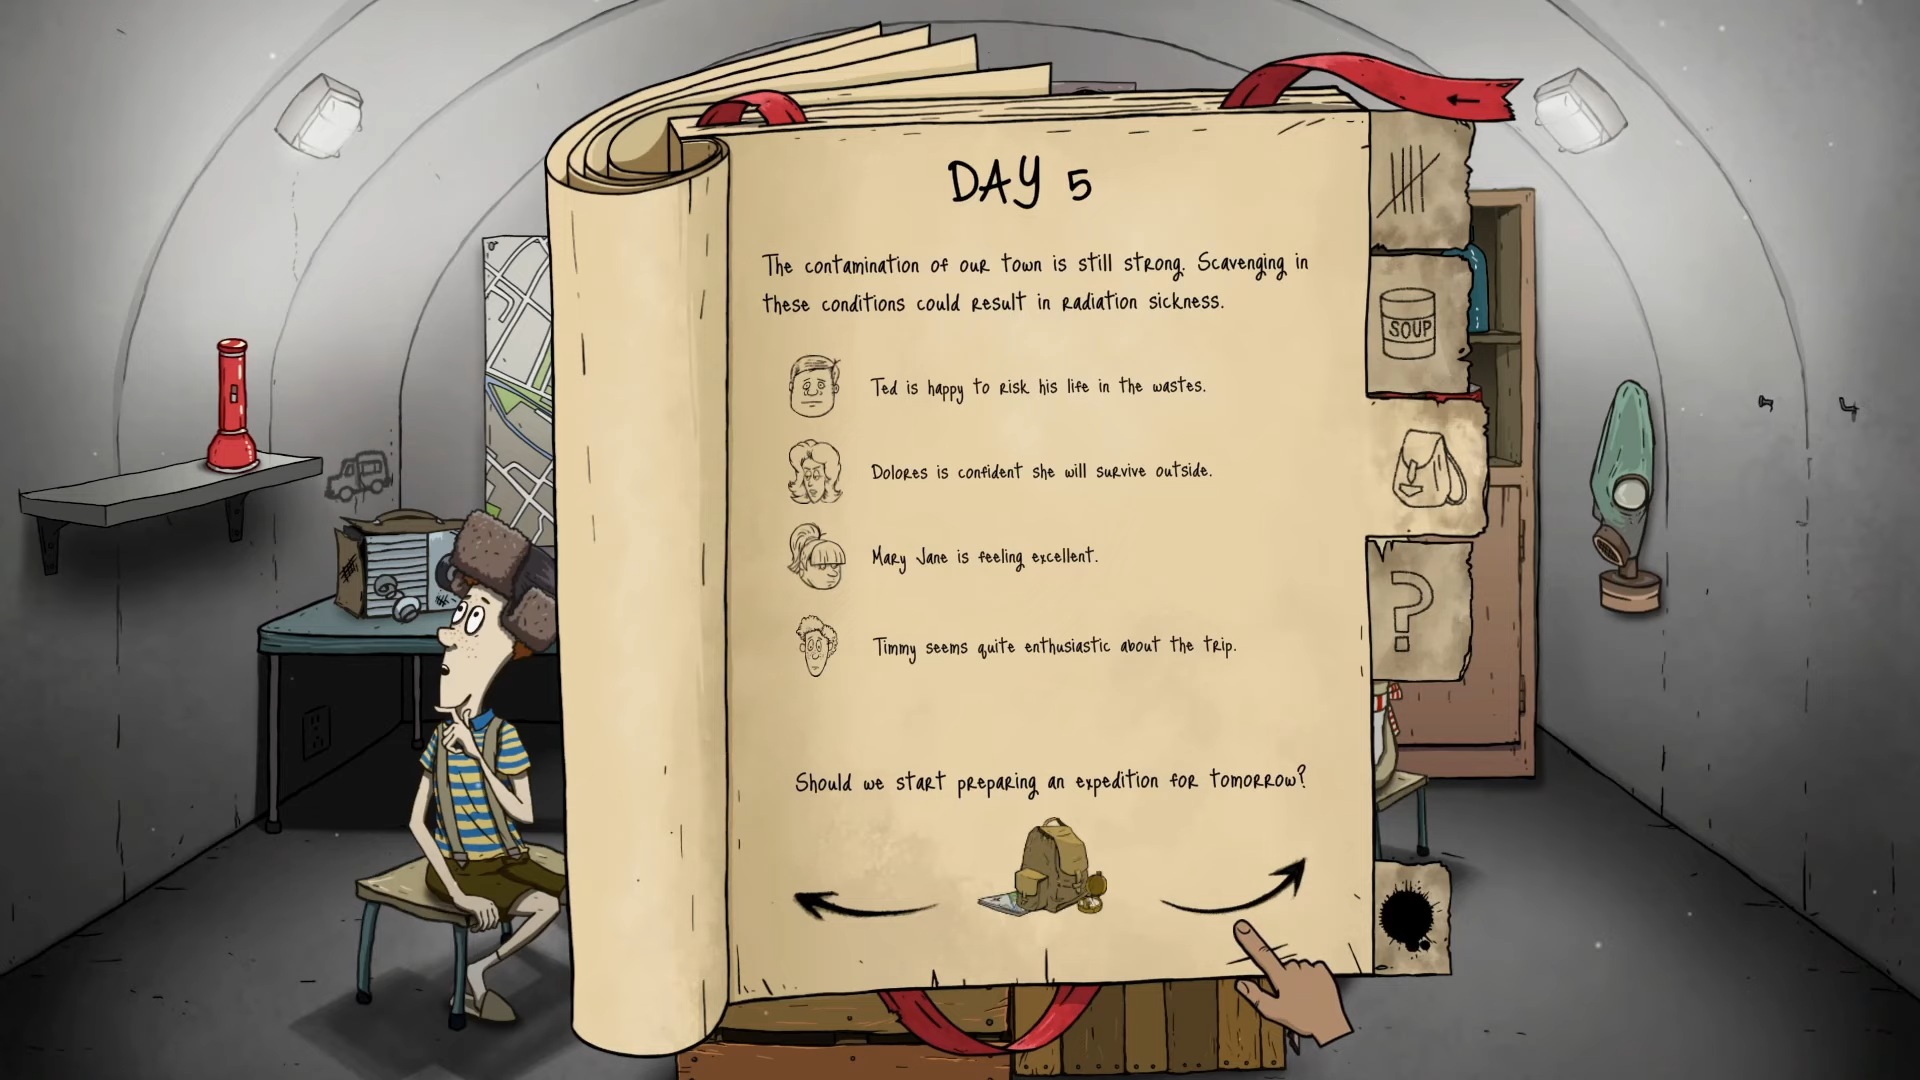 DAY 5
The contamination of our town is still strong. Scavenging in
these conditions could result in radiation sickness.
Ted is happy to risk his life in the wastes.
Dolores is confident she will survive outside.
Mary Jane is feeling excellent.
Timmy seems quite enthusiastic about the trip.
Should we start preparing an expedition for tomorrow?
SOUP
?